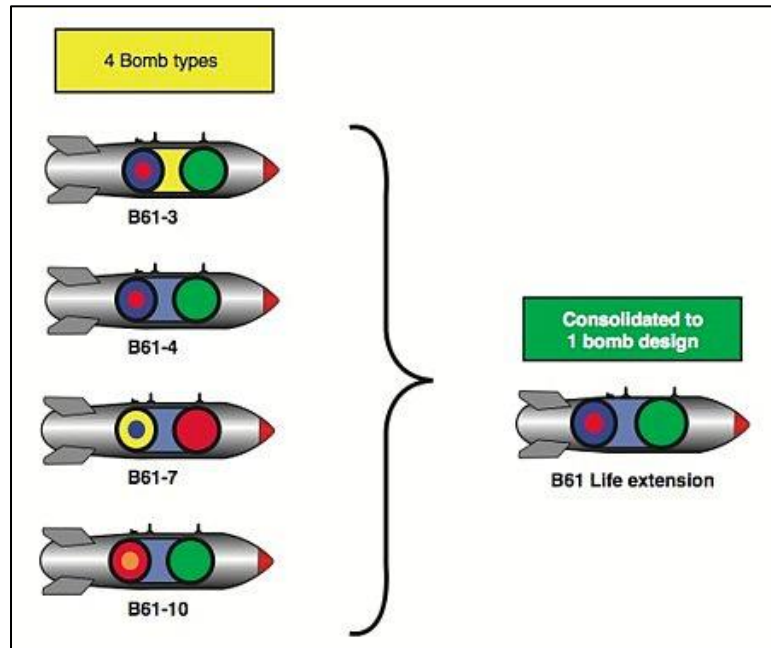 4 Bomb types
B61-3
B61-4
B61-7
B61-10
Consolidated to
1 bomb design
B61 Life extension